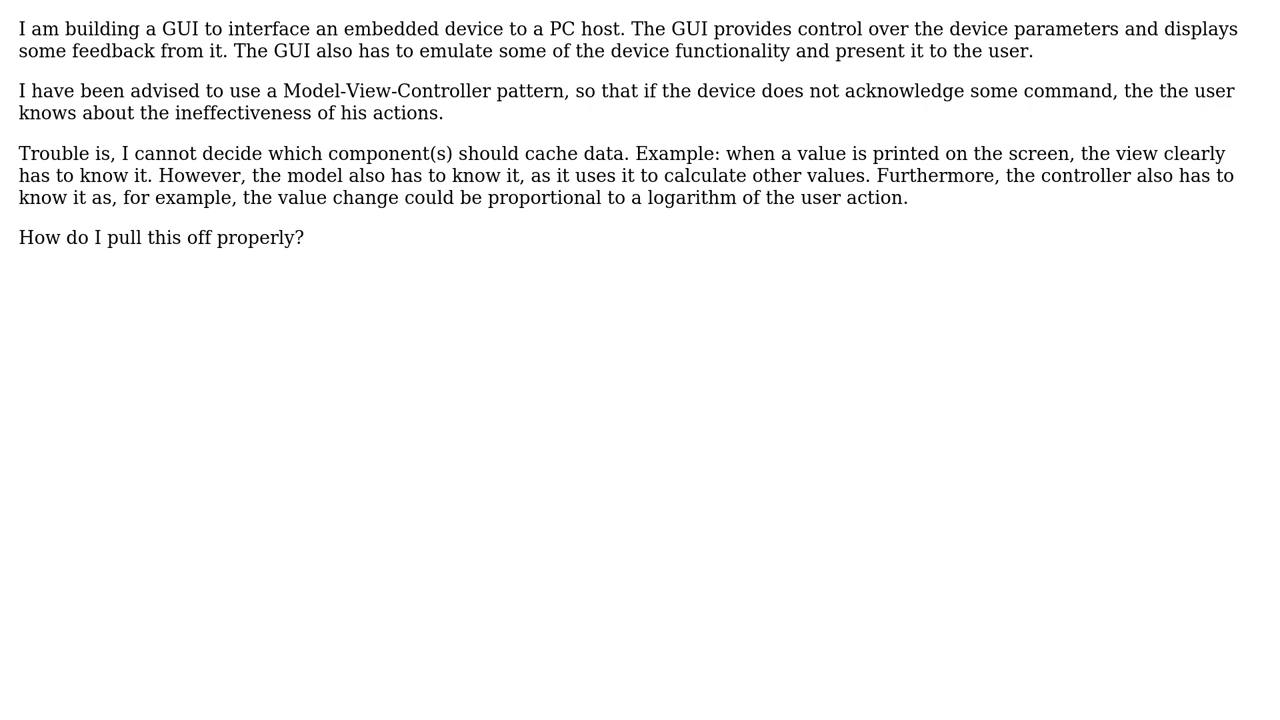 I am building a GUI to interface an embedded device to a PC host. The GUI provides control over the device parameters and displays
some feedback from it. The GUI also has to emulate some of the device functionality and present it to the user.
I have been advised to use a Model-View-Controller pattern, so that if the device does not acknowledge some command, the the user
knows about the ineffectiveness of his actions.
Trouble is, I cannot decide which component(s) should cache data. Example: when a value is printed on the screen, the view clearly
has to know it. However, the model also has to know it, as it uses it to calculate other values. Furthermore, the controller also has to
know it as, for example, the value change could be proportional to a logarithm of the user action.
How do I pull this off properly?